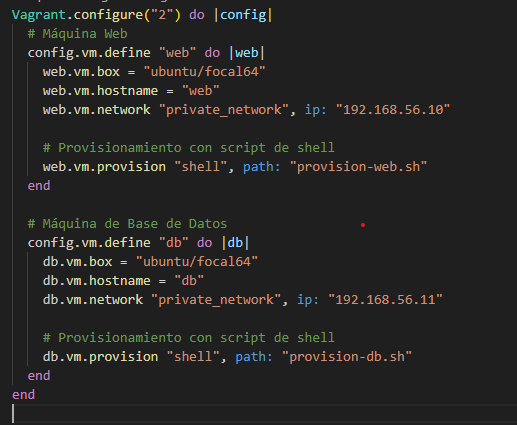 Vagrant.configure("2") do |config|
  # Máquina Web
  config.vm.define "web" do |web|
    web.vm.box = "ubuntu/focal64"
    web.vm.hostname = "web"
    web.vm.network "private_network", ip: "192.168.56.10"

    # Provisionamiento con script de shell
    web.vm.provision "shell", path: "provision-web.sh"
  end

  # Máquina de Base de Datos
  config.vm.define "db" do |db|
    db.vm.box = "ubuntu/focal64"
    db.vm.hostname = "db"
    db.vm.network "private_network", ip: "192.168.56.11"

    # Provisionamiento con script de shell
    db.vm.provision "shell", path: "provision-db.sh"
  end
end